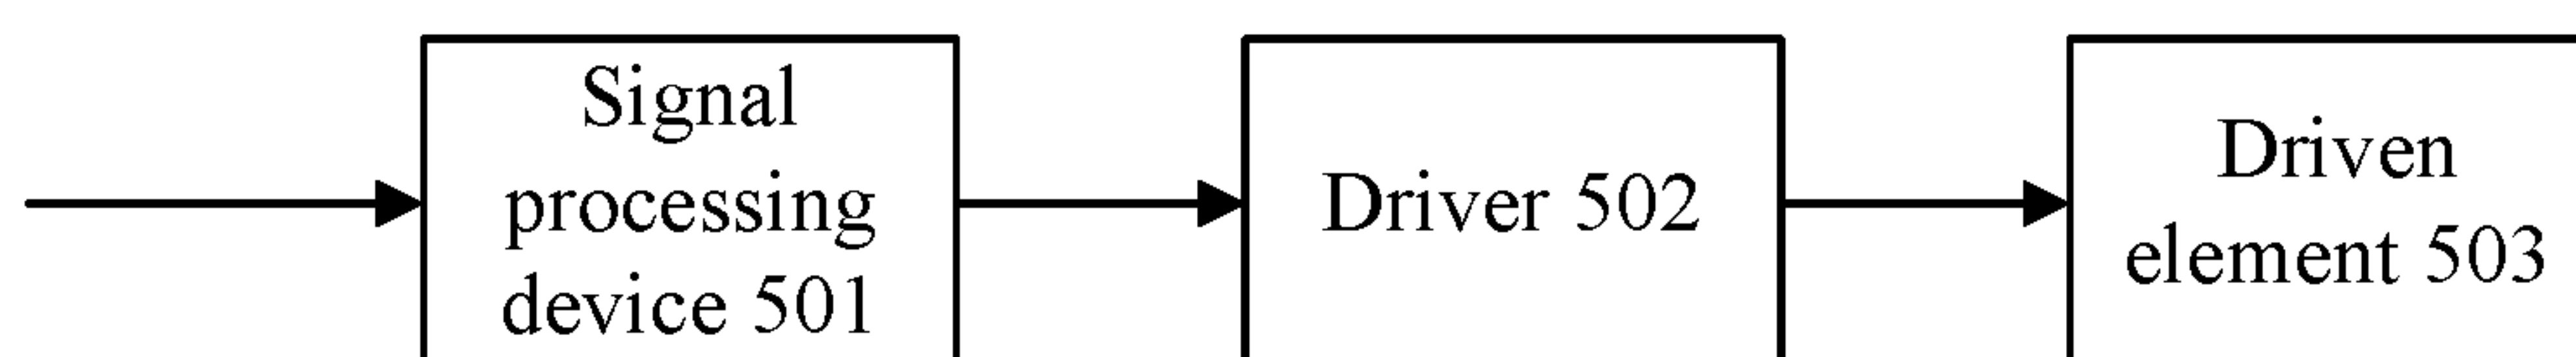 Signal
processing
device 501
Driver 502
Driven
element 503